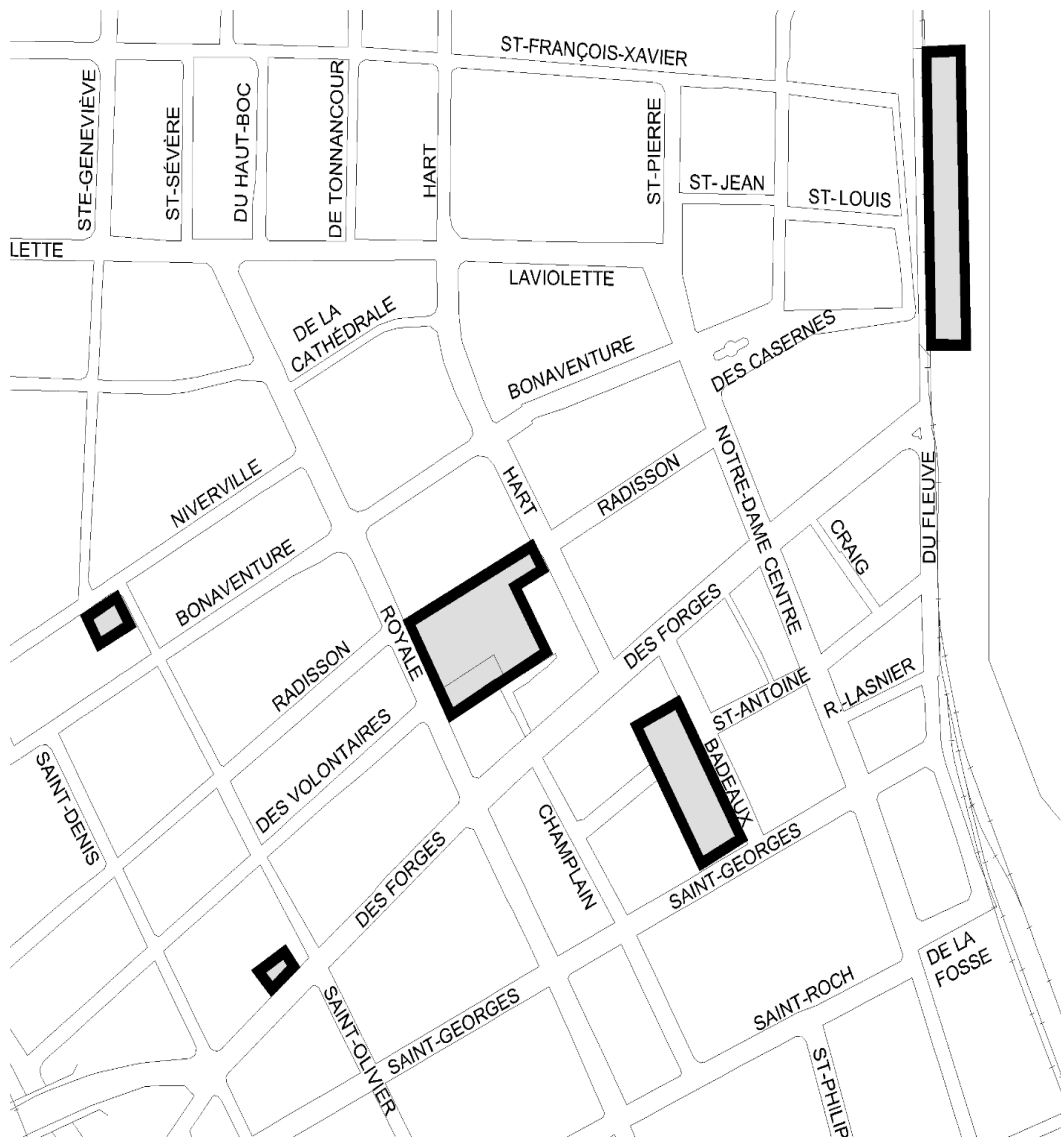 ST-FRANÇOIS-XAVIER
STE-GENEVIÈVE
ST-SÉVÈRE
DU HAUT-BOC
DE TONNANCOUR
HART
ST-PIERRE
ST-JEAN
ST-LOUIS
LETTE
LAVIOLETTE
DE LA
CATHÉDRALE
BONAVENTURE
DES CASERNES
NIVERVILLE
HART
RADISSON
NOTRE-DAME CENTRE
DU FLEUVE
BONAVENTURE
CRAIG
ROYALE
DES FORGES
RADISSON
ST-ANTOINE
R.-LASNIER
SAINT-DENIS
DES VOLONTAIRES
BADEAUX
CHAMPLAIN
DES FORGES
SAINT-GEORGES
DE LA
FOSSE
SAINT-ROCH
SAINT-OLIVIER
SAINT-GEORGES
ST-PHILIP